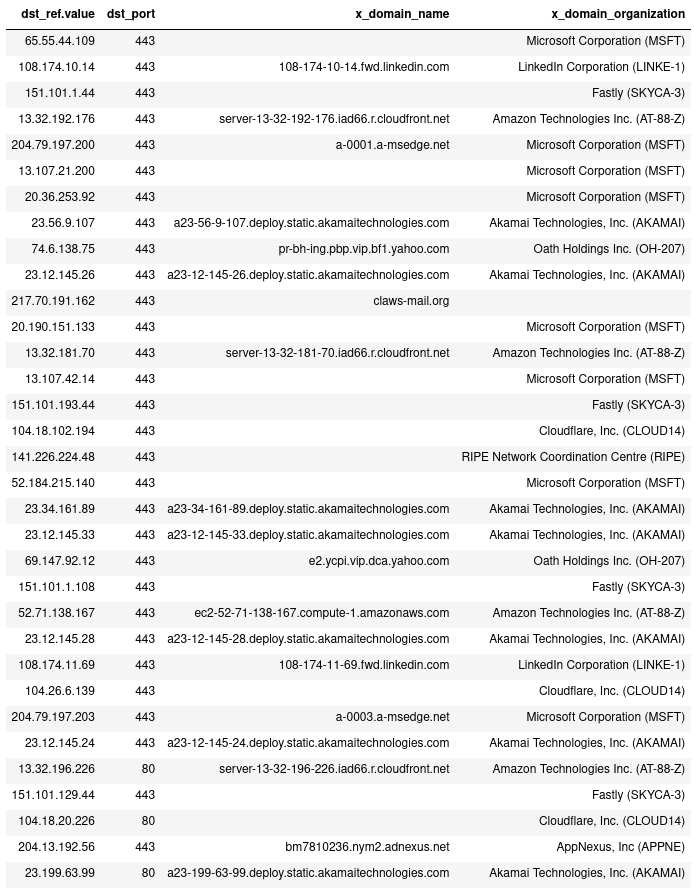 dst_ref.value dst_port x_domain_name x_domain_organization
65.55.44.109 443 Microsoft Corporation (MSFT)
108.174.10.14 443 108-174-10-14.fwd.linkedin.com LinkedIn Corporation (LINKE-1)
151.101.1.44 443 Fastly (SKYCA-3)
13.32.192.176 443 server-13-32-192-176.iad66.r.cloudfront.net Amazon Technologies Inc. (AT-88-Z)
204.79.197.200 443 a-0001.a-msedge.net Microsoft Corporation (MSFT)
13.107.21.200 443 Microsoft Corporation (MSFT)
20.36.253.92 443 Microsoft Corporation (MSFT)
23.56.9.107 443 a23-56-9-107.deploy.static.akamaitechnologies.com Akamai Technologies, Inc. (AKAMAI)
74.6.138.75 443 pr-bh-ing.pbp.vip.bf1.yahoo.com Oath Holdings Inc. (OH-207)
23.12.145.26 443 a23-12-145-26.deploy.static.akamaitechnologies.com Akamai Technologies, Inc. (AKAMAI)
217.70.191.162 443 claws-mail.org
20.190.151.133 443 Microsoft Corporation (MSFT)
13.32.181.70 443 server-13-32-181-70.iad66.r.cloudfront.net Amazon Technologies Inc. (AT-88-Z)
13.107.42.14 443 Microsoft Corporation (MSFT)
151.101.193.44 443 Fastly (SKYCA-3)
104.18.102.194 443 Cloudflare, Inc. (CLOUD14)
141.226.224.48 443 RIPE Network Coordination Centre (RIPE)
52.184.215.140 443 Microsoft Corporation (MSFT)
23.34.161.89 443 a23-34-161-89.deploy.static.akamaitechnologies.com Akamai Technologies, Inc. (AKAMAI)
23.12.145.33 443 a23-12-145-33.deploy.static.akamaitechnologies.com Akamai Technologies, Inc. (AKAMAI)
69.147.92.12 443 e2.ycpi.vip.dca.yahoo.com Oath Holdings Inc. (OH-207)
151.101.1.108 443 Fastly (SKYCA-3)
52.71.138.167 443 ec2-52-71-138-167.compute-1.amazonaws.com Amazon Technologies Inc. (AT-88-Z)
23.12.145.28 443 a23-12-145-28.deploy.static.akamaitechnologies.com Akamai Technologies, Inc. (AKAMAI)
108.174.11.69 443 108-174-11-69.fwd.linkedin.com LinkedIn Corporation (LINKE-1)
104.26.6.139 443 Cloudflare, Inc. (CLOUD14)
204.79.197.203 443 a-0003.a-msedge.net Microsoft Corporation (MSFT)
23.12.145.24 443 a23-12-145-24.deploy.static.akamaitechnologies.com Akamai Technologies, Inc. (AKAMAI)
13.32.196.226 80 server-13-32-196-226.iad66.r.cloudfront.net Amazon Technologies Inc. (AT-88-Z)
151.101.129.44 443 Fastly (SKYCA-3)
104.18.20.226 80 Cloudflare, Inc. (CLOUD14)
204.13.192.56 443 bm7810236.nym2.adnexus.net AppNexus, Inc (APPNE)
23.199.63.99 80 a23-199-63-99.deploy.static.akamaitechnologies.com Akamai Technologies, Inc. (AKAMAI)